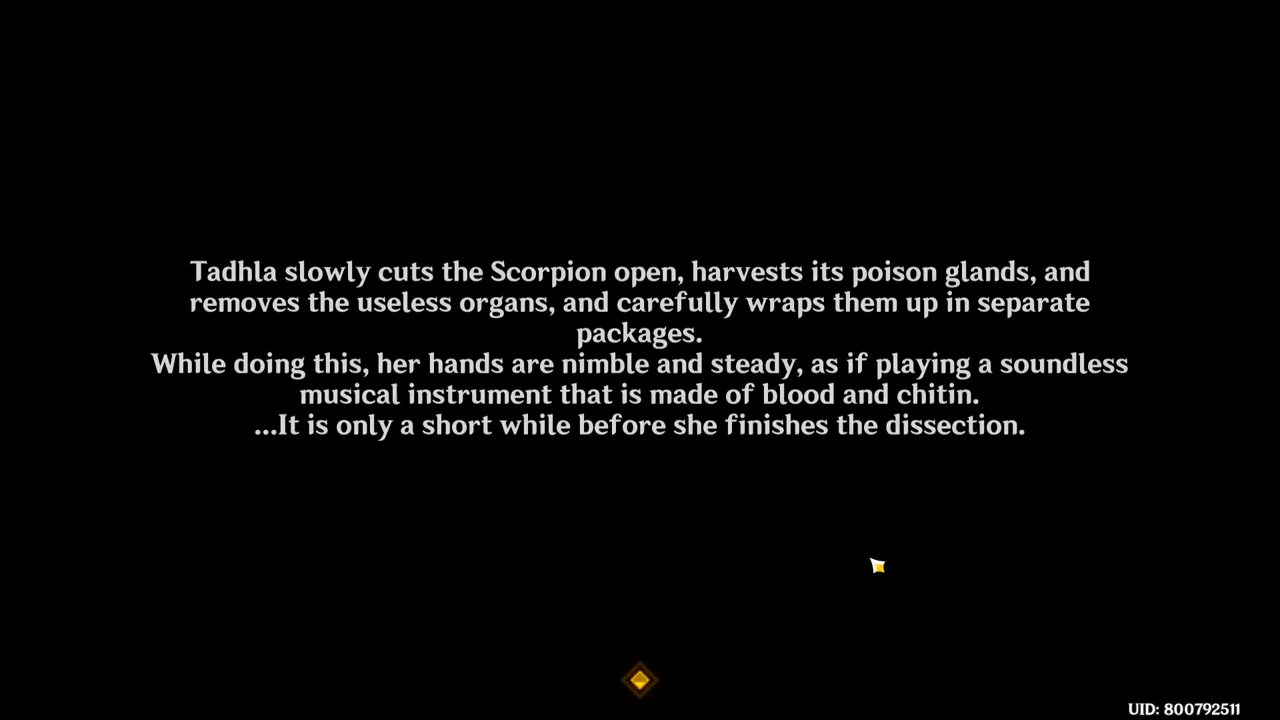 Tadhla slowly cuts the Scorpion open, harvests its poison glands, and
removes the useless organs, and carefully wraps them up in separate
packages.
While doing this, her hands are nimble and steady, as if playing a soundless
musical instrument that is made of blood and chitin.
...It is only a short while before she finishes the dissection.
UID: 800792511